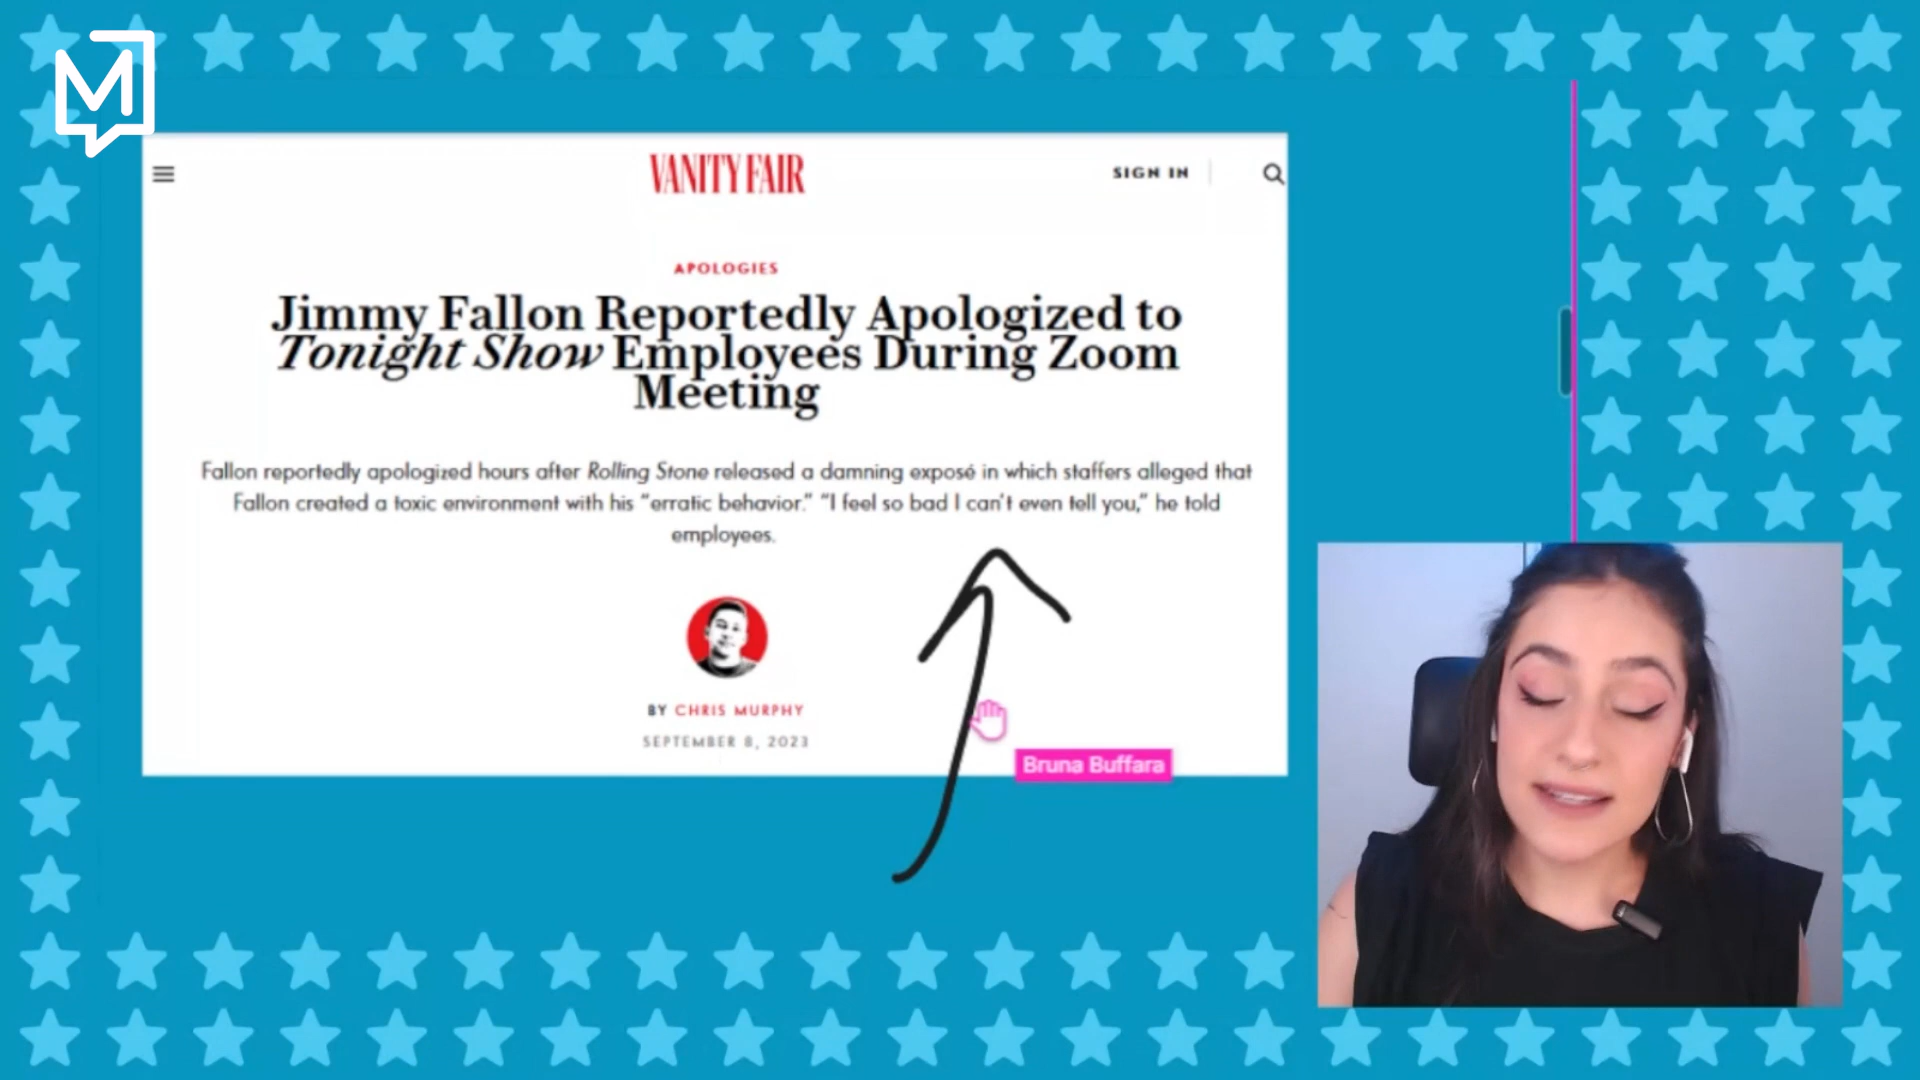 M
VANITY FAIR
SIGN IN
APOLOGIES
Jimmy Fallon Reportedly Apologized to
Tonight Show Employees During Zoom
Meeting
Fallon reportedly apologized hours after Rolling Stone released a damning exposé in which staffers alleged that
Fallon created a toxic environment with his “erratic behavior.” “I feel so bad I can’t even tell you,” he told
employees.
BY CHRIS MURPHY
SEPTEMBER 8, 2023
Bruna Buffara